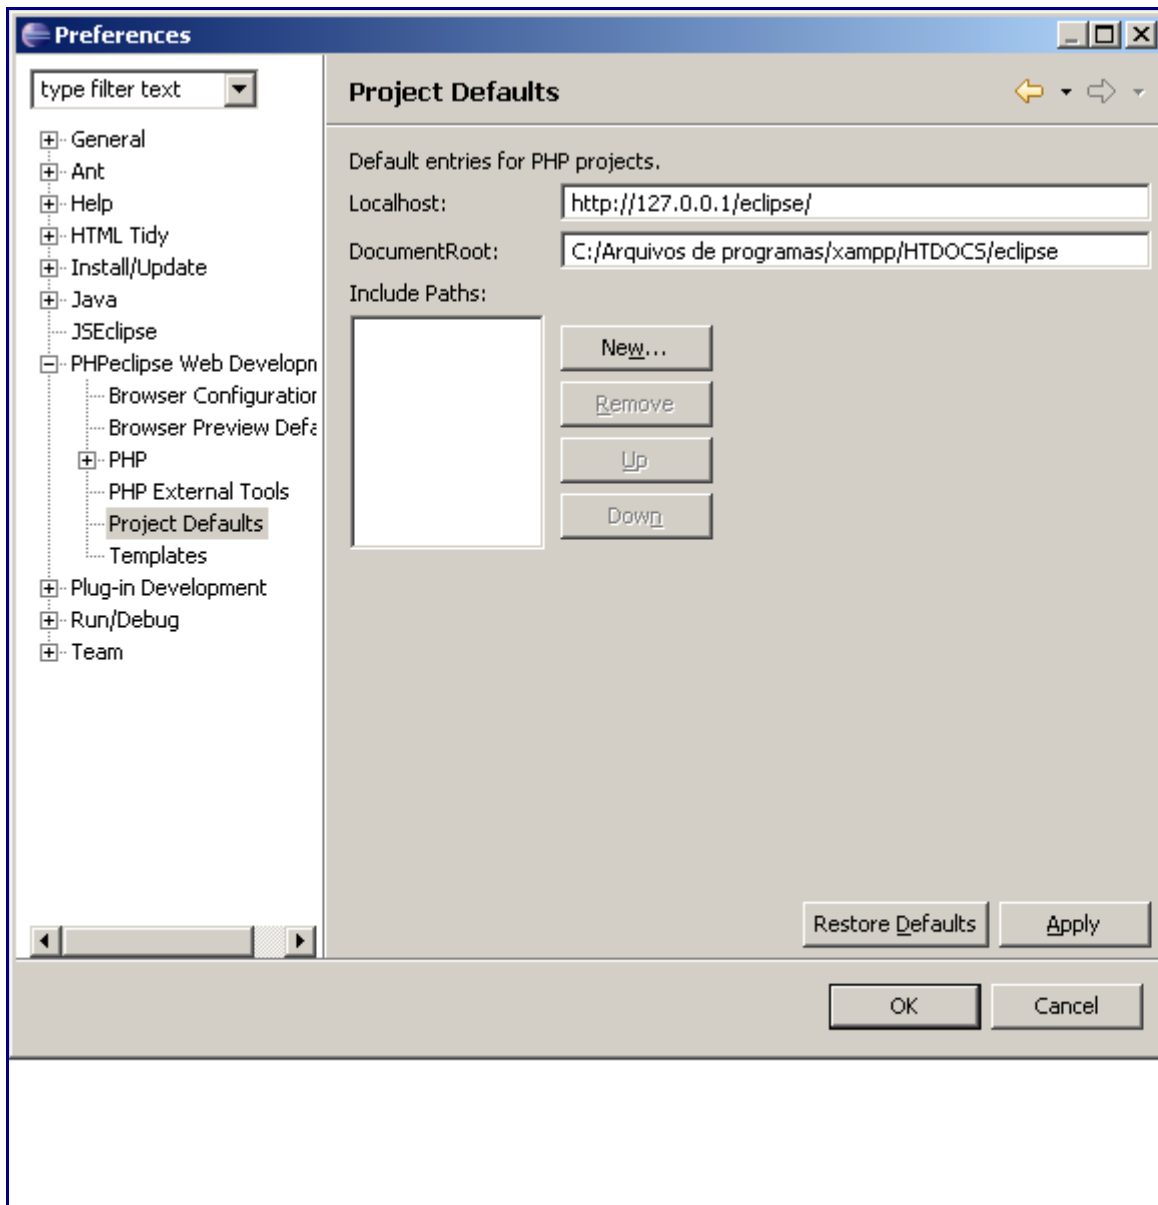 Preferences
type filter text
General
Ant
Help
HTML Tidy
Install/Update
Java
JSEclipse
PHPeclipse Web Developm
Browser Configuration
Browser Preview Defa
PHP
PHP External Tools
Project Defaults
Templates
Plug-in Development
Run/Debug
Team
Project Defaults
Default entries for PHP projects.
Localhost: http://127.0.0.1/eclipse/
DocumentRoot: C:/Arquivos de programas/xampp/HTDOCS/eclipse
Include Paths:
New...
Remove
Up
Down
Restore Defaults Apply
OK Cancel